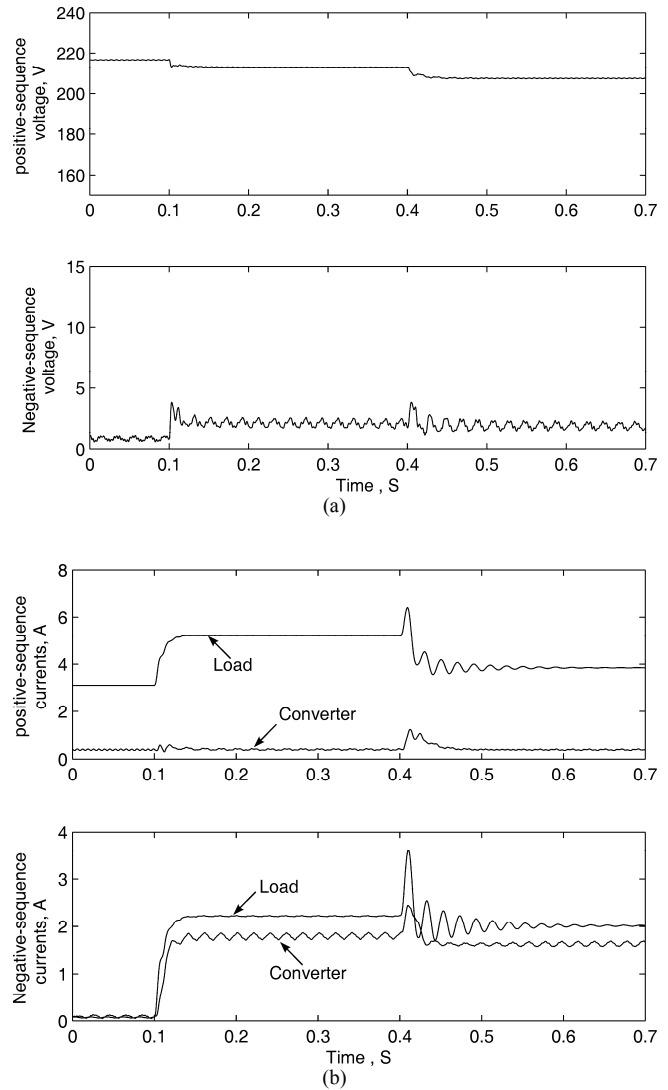 positive-sequence
voltage, V
240
220
200
180
160
0 0.1 0.2 0.3 0.4 0.5 0.6 0.7
Negative-sequence
voltage, V
15
10
5
0
0 0.1 0.2 0.3 0.4 0.5 0.6 0.7
Time , S
(a)
positive-sequence
currents, A
8
6
4
2
0
Load
Converter
0 0.1 0.2 0.3 0.4 0.5 0.6 0.7
Negative-sequence
currents, A
4
3
2
1
0
Load
Converter
0 0.1 0.2 0.3 0.4 0.5 0.6 0.7
Time , S
(b)